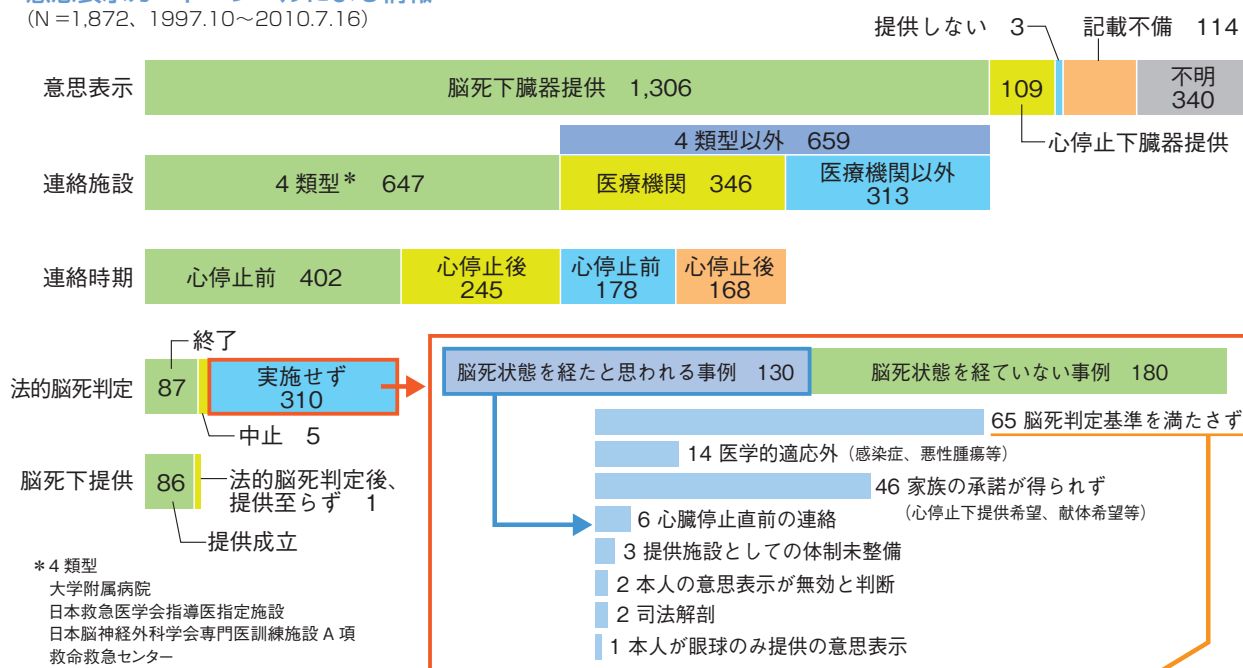 （N =1,872、1997.10～2010.7.16）
提供しない 3
記載不備 114
意思表示
脳死下臓器提供 1,306
109
不明
340
心停止下臓器提供
4 類型以外 659
連絡施設
4 類型* 647
医療機関 346
医療機関以外
313
連絡時期
心停止前 402
心停止後
245
心停止前
178
心停止後
168
終了
法的脳死判定
87
実施せず
310
中止 5
脳死状態を経たと思われる事例 130
脳死状態を経ていない事例 180
65 脳死判定基準を満たさず
14 医学的適応外（感染症、悪性腫瘍等）
46 家族の承諾が得られず
（心停止下提供希望、献体希望等）
6 心臓停止直前の連絡
3 提供施設としての体制未整備
2 本人の意思表示が無効と判断
2 司法解剖
1 本人が眼球のみ提供の意思表示
脳死下提供
86
法的脳死判定後、
提供至らず 1
提供成立
＊4 類型
大学附属病院
日本救急医学会指導医指定施設
日本脳神経外科学会専門医訓練施設 A 項
救命救急センター